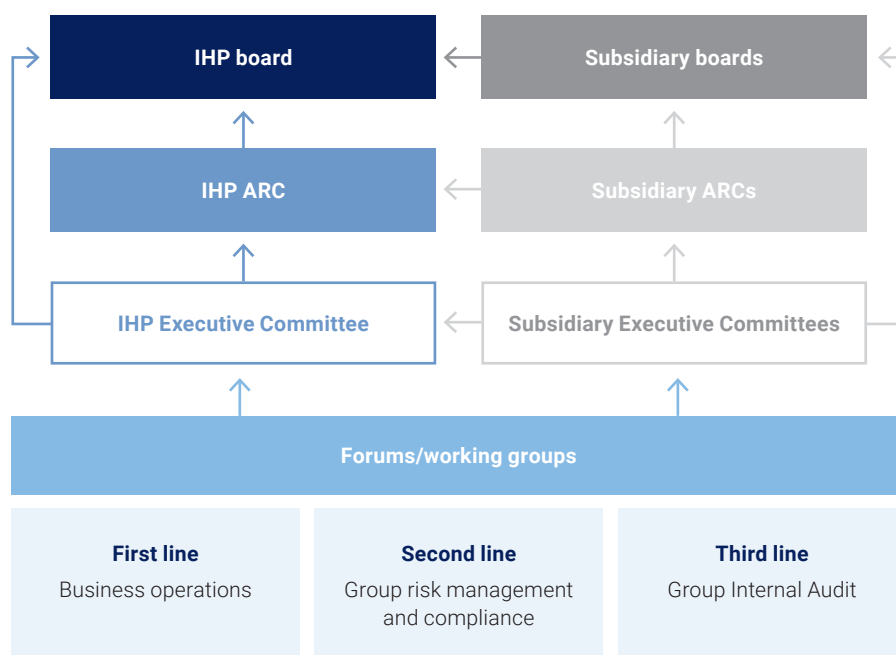 IHP board
Subsidiary boards
IHP ARC
Subsidiary ARCs
IHP Executive Committee
Subsidiary Executive Committees
Forums/working groups
First line
Business operations
Second line
Group risk management
and compliance
Third line
Group Internal Audit